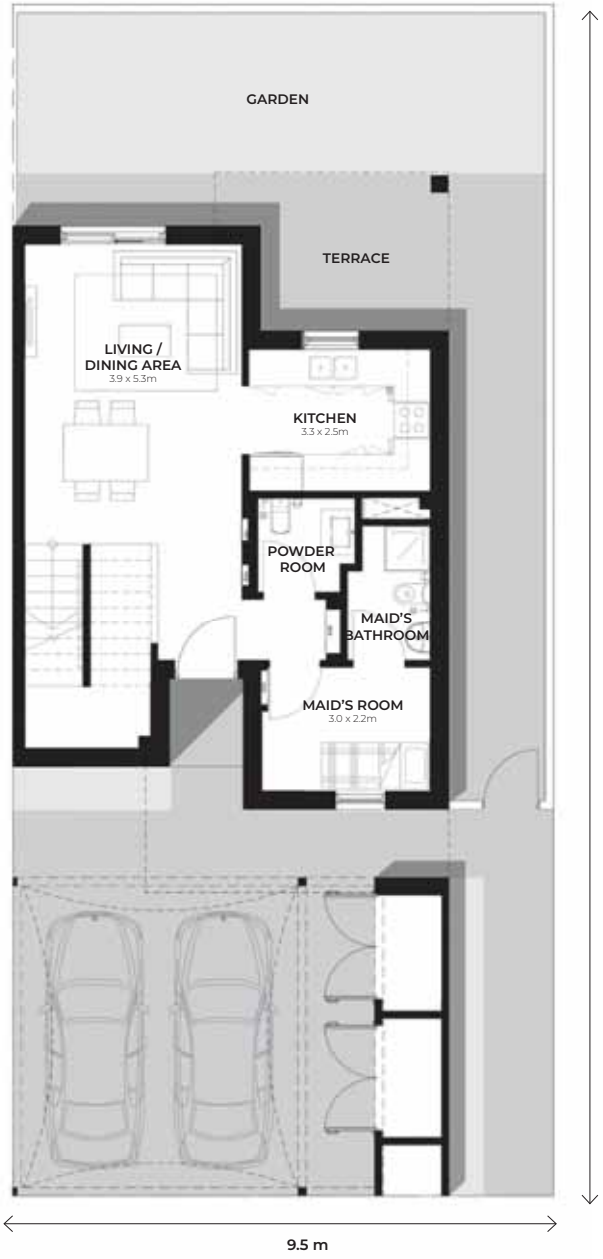 GARDEN
TERRACE
LIVING /
DINING AREA
3.9 x 5.3m
KITCHEN
3.3 x 2.5m
POWDER
ROOM
MAID'S
BATHROOM
MAID'S ROOM
3.0 x 2.2m
9.5 m